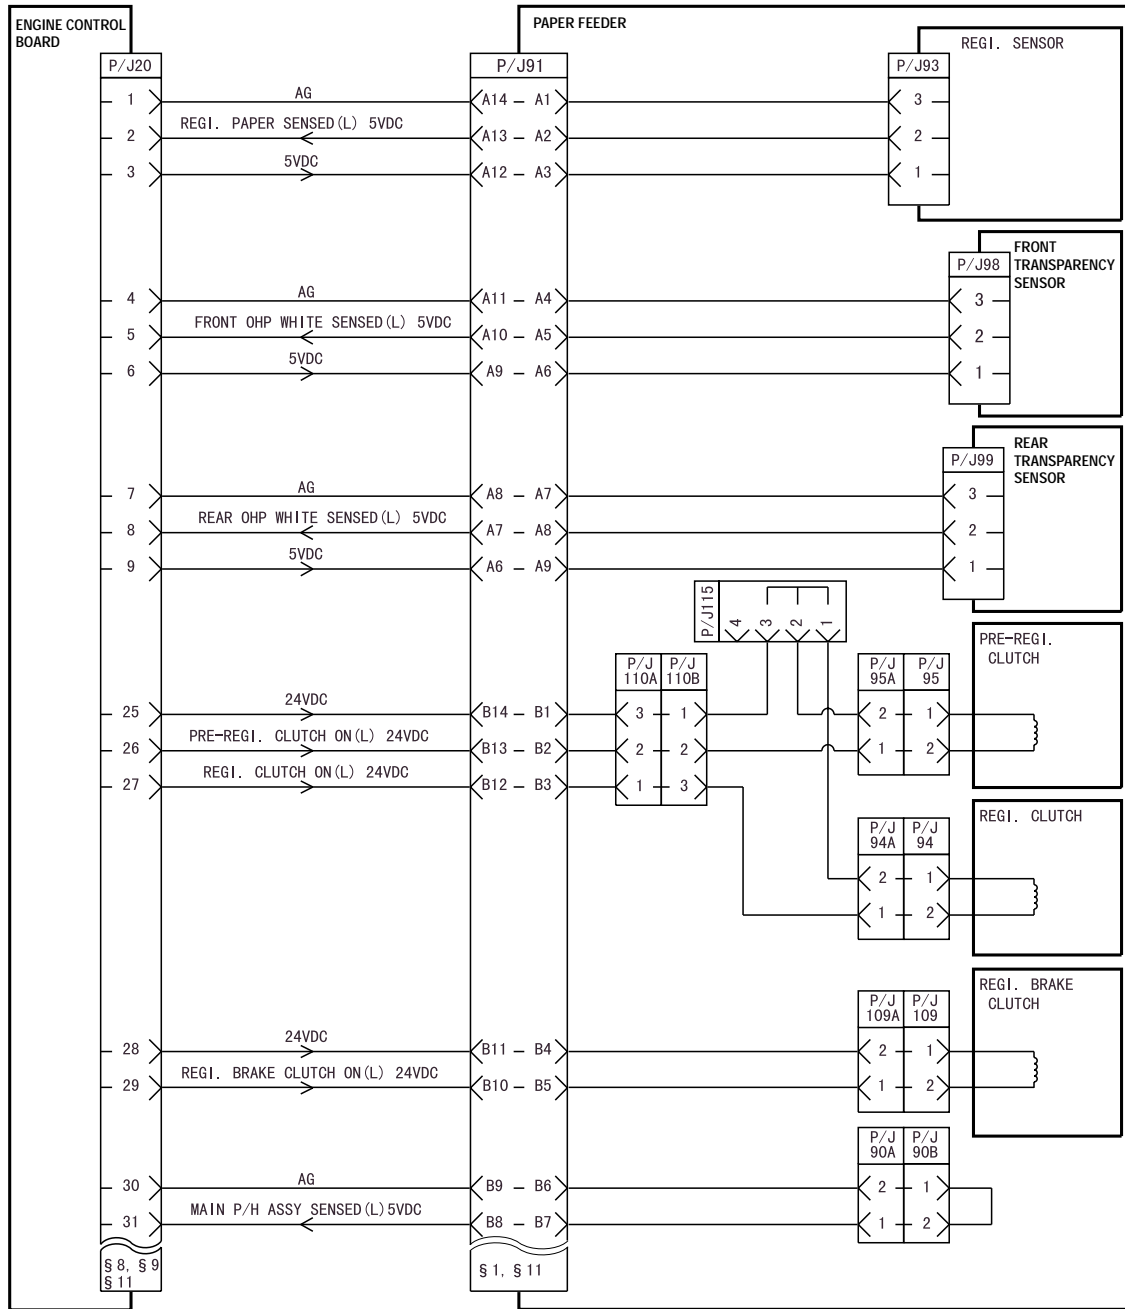 ENGINE CONTROL
BOARD
PAPER FEEDER
REGI. SENSOR
P/J20
P/J91
P/J93
1 AG A14 - A1 3
2 REGI. PAPER SENSED(L) 5VDC A13 - A2 2
3 5VDC A12 - A3 1
FRONT
TRANSPARENCY
SENSOR
P/J98
4 AG A11 - A4 3
5 FRONT OHP WHITE SENSED(L) 5VDC A10 - A5 2
6 5VDC A9 - A6 1
REAR
TRANSPARENCY
SENSOR
P/J99
7 AG A8 - A7 3
8 REAR OHP WHITE SENSED(L) 5VDC A7 - A8 2
9 5VDC A6 - A9 1
P/J115
4 3 2 1
PRE-REGI.
CLUTCH
P/J P/J
110A 110B
P/J P/J
95A 95
25 24VDC B14 - B1 3 1 2 1
26 PRE-REGI. CLUTCH ON(L) 24VDC B13 - B2 2 2 1 2
27 REGI. CLUTCH ON(L) 24VDC B12 - B3 1 3
REGI. CLUTCH
P/J P/J
94A 94
2 1
1 2
REGI. BRAKE
CLUTCH
P/J P/J
109A 109
28 24VDC B11 - B4 2 1
29 REGI. BRAKE CLUTCH ON(L) 24VDC B10 - B5 1 2
P/J P/J
90A 90B
30 AG B9 - B6 2 1
31 MAIN P/H ASSY SENSED(L)5VDC B8 - B7 1 2
§8, §9
§11
§1, §11